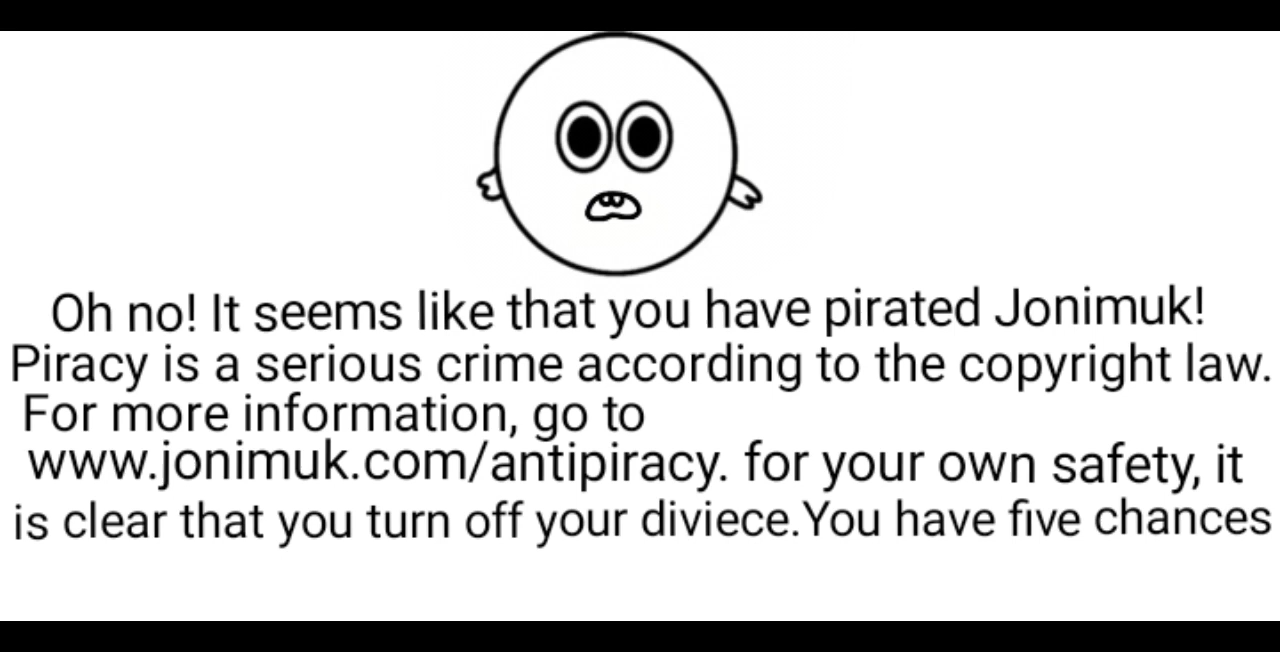 Oh no! It seems like that you have pirated Jonimuk!
Piracy is a serious crime according to the copyright law.
For more information, go to
www.jonimuk.com/antipiracy. for your own safety, it
is clear that you turn off your diviece.You have five chances